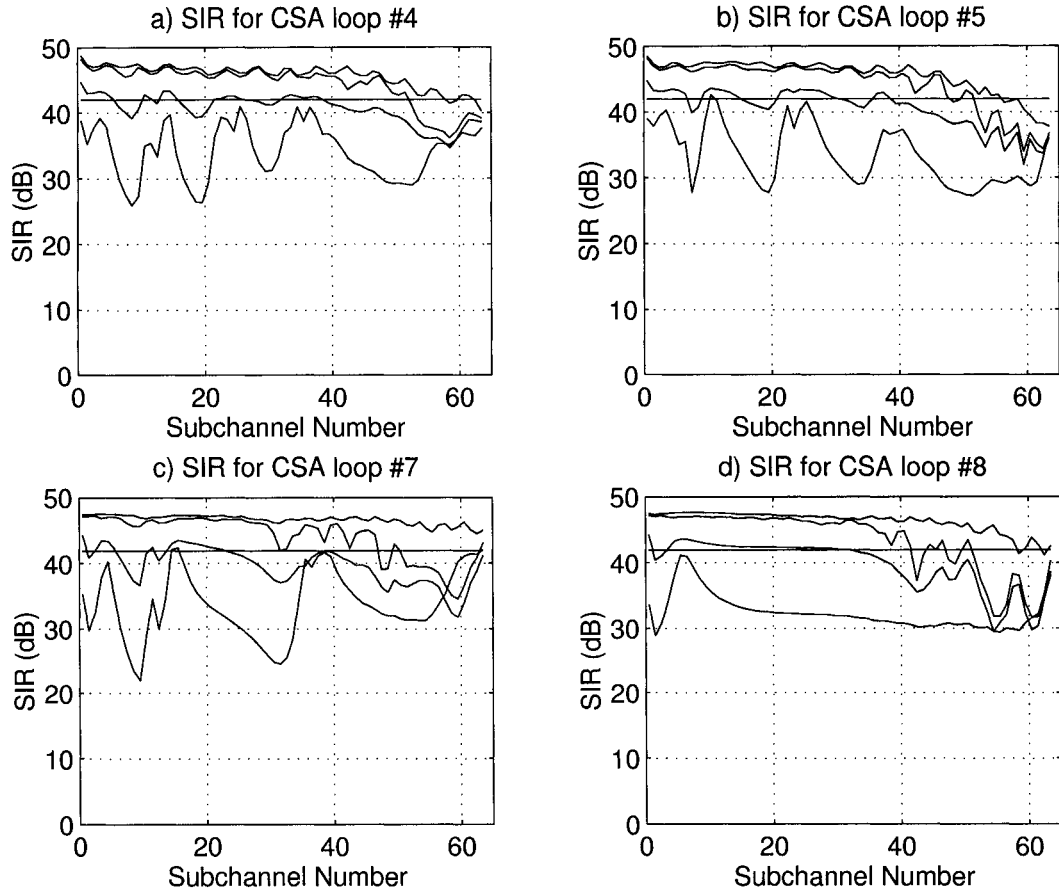 a) SIR for CSA loop #4
50
40
30
20
10
0
SIR (dB)
0 20 40 60
Subchannel Number
b) SIR for CSA loop #5
50
40
30
20
10
0
SIR (dB)
0 20 40 60
Subchannel Number
c) SIR for CSA loop #7
50
40
30
20
10
0
SIR (dB)
0 20 40 60
Subchannel Number
d) SIR for CSA loop #8
50
40
30
20
10
0
SIR (dB)
0 20 40 60
Subchannel Number